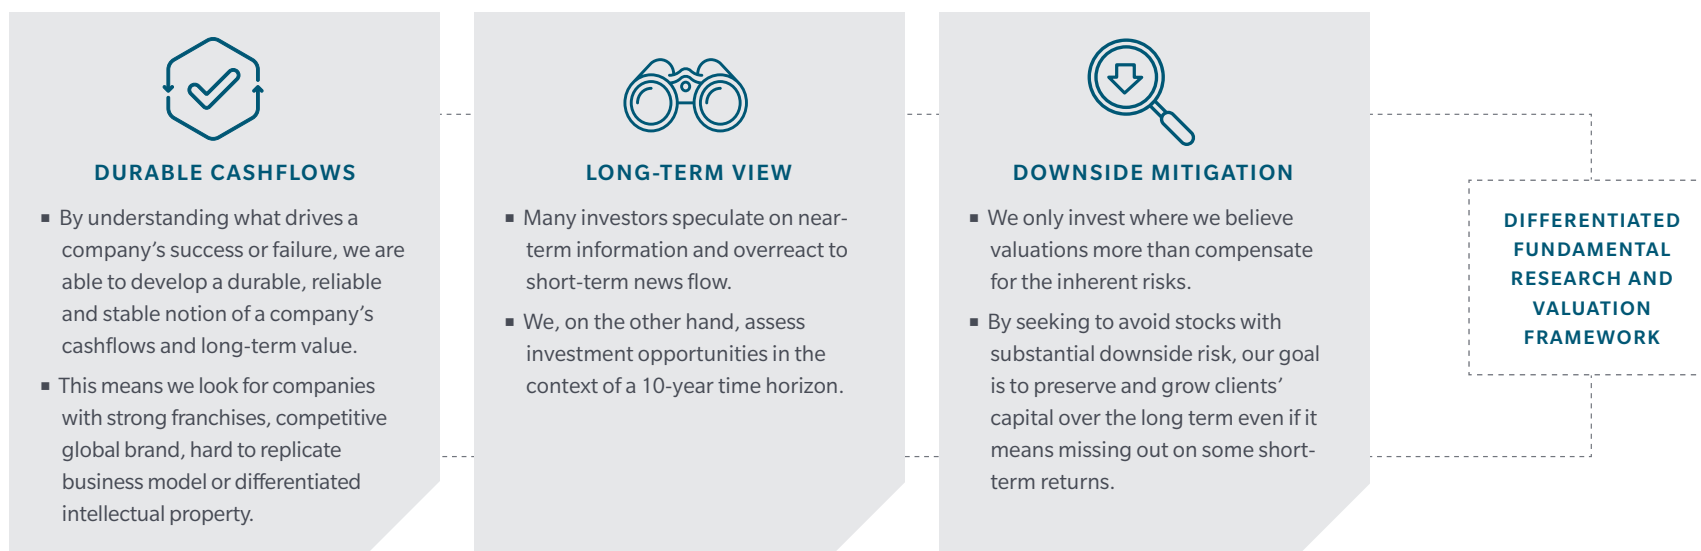 DURABLE CASHFLOWS
▪ By understanding what drives a
company’s success or failure, we are
able to develop a durable, reliable
and stable notion of a company’s
cashflows and long-term value.
▪ This means we look for companies
with strong franchises, competitive
global brand, hard to replicate
business model or differentiated
intellectual property.
LONG-TERM VIEW
▪ Many investors speculate on near-
term information and overreact to
short-term news flow.
▪ We, on the other hand, assess
investment opportunities in the
context of a 10-year time horizon.
DOWNSIDE MITIGATION
▪ We only invest where we believe
valuations more than compensate
for the inherent risks.
▪ By seeking to avoid stocks with
substantial downside risk, our goal
is to preserve and grow clients’
capital over the long term even if it
means missing out on some short-
term returns.
DIFFERENTIATED
FUNDAMENTAL
RESEARCH AND
VALUATION
FRAMEWORK